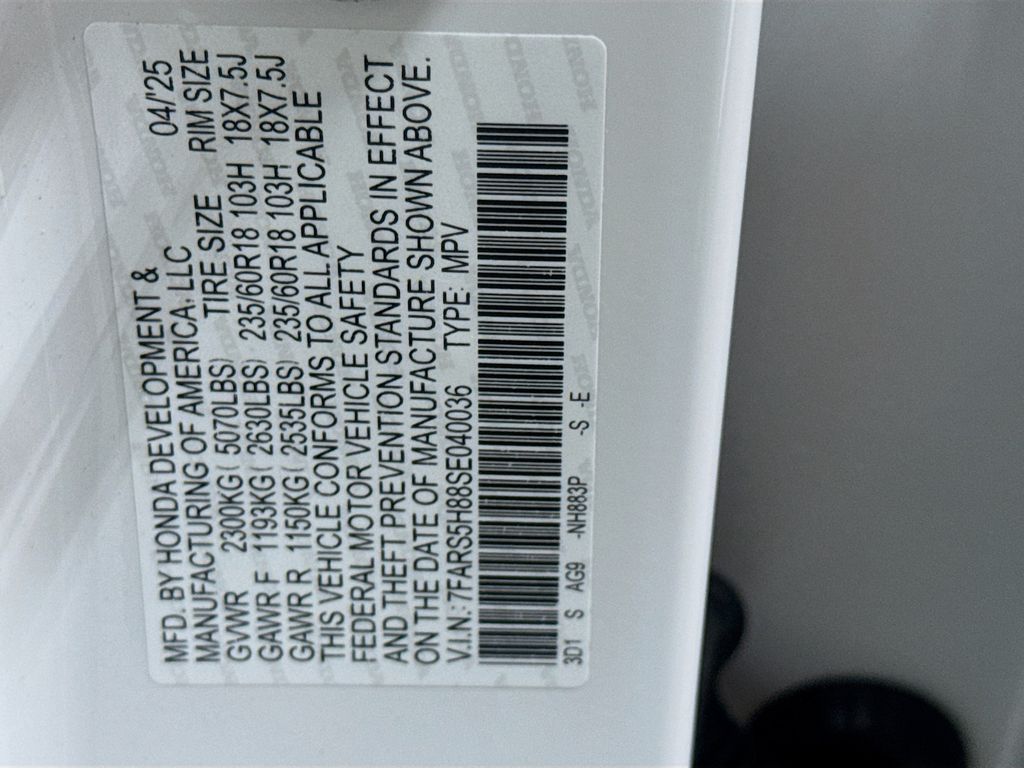 MFD. BY HONDA DEVELOPMENT &
MANUFACTURING OF AMERICA, LLC 04/'25
TIRE SIZE RIM SIZE
GVWR 2300KG ( 5070LBS)
GAWR F 1193KG ( 2630LBS) 235/60R18 103H 18X7.5J
GAWR R 1150KG ( 2535LBS) 235/60R18 103H 18X7.5J
THIS VEHICLE CONFORMS TO ALL APPLICABLE
FEDERAL MOTOR VEHICLE SAFETY
AND THEFT PREVENTION STANDARDS IN EFFECT
ON THE DATE OF MANUFACTURE SHOWN ABOVE.
V.I.N.: 7FARS5H88SE040036 TYPE: MPV
3D1 S AG9 -NH883P -S -E